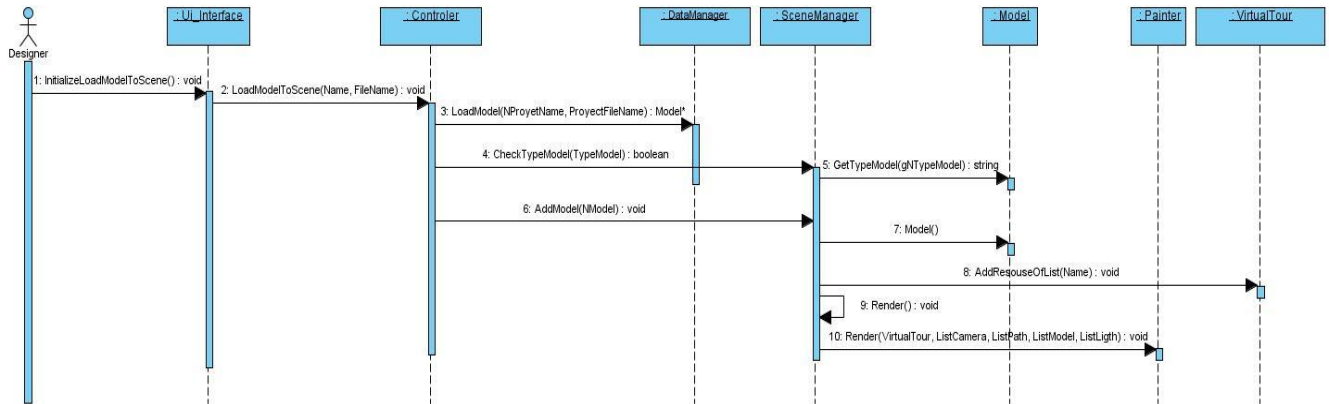 : Ui_Interface
: Controler
: DataManager
: SceneManager
: Model
: Painter
: VirtualTour
Designer
1: InitializeLoadModelToScene() : void
2: LoadModelToScene(Name, FileName) : void
3: LoadModel(NProyetName, ProyectFileName) : Model*
4: CheckTypeModel(TypeModel) : boolean
5: GetTypeModel(gNTypeModel) : string
6: AddModel(NModel) : void
7: Model()
8: AddResouseOfList(Name) : void
9: Render() : void
10: Render(VirtualTour, ListCamera, ListPath, ListModel, ListLigth) : void